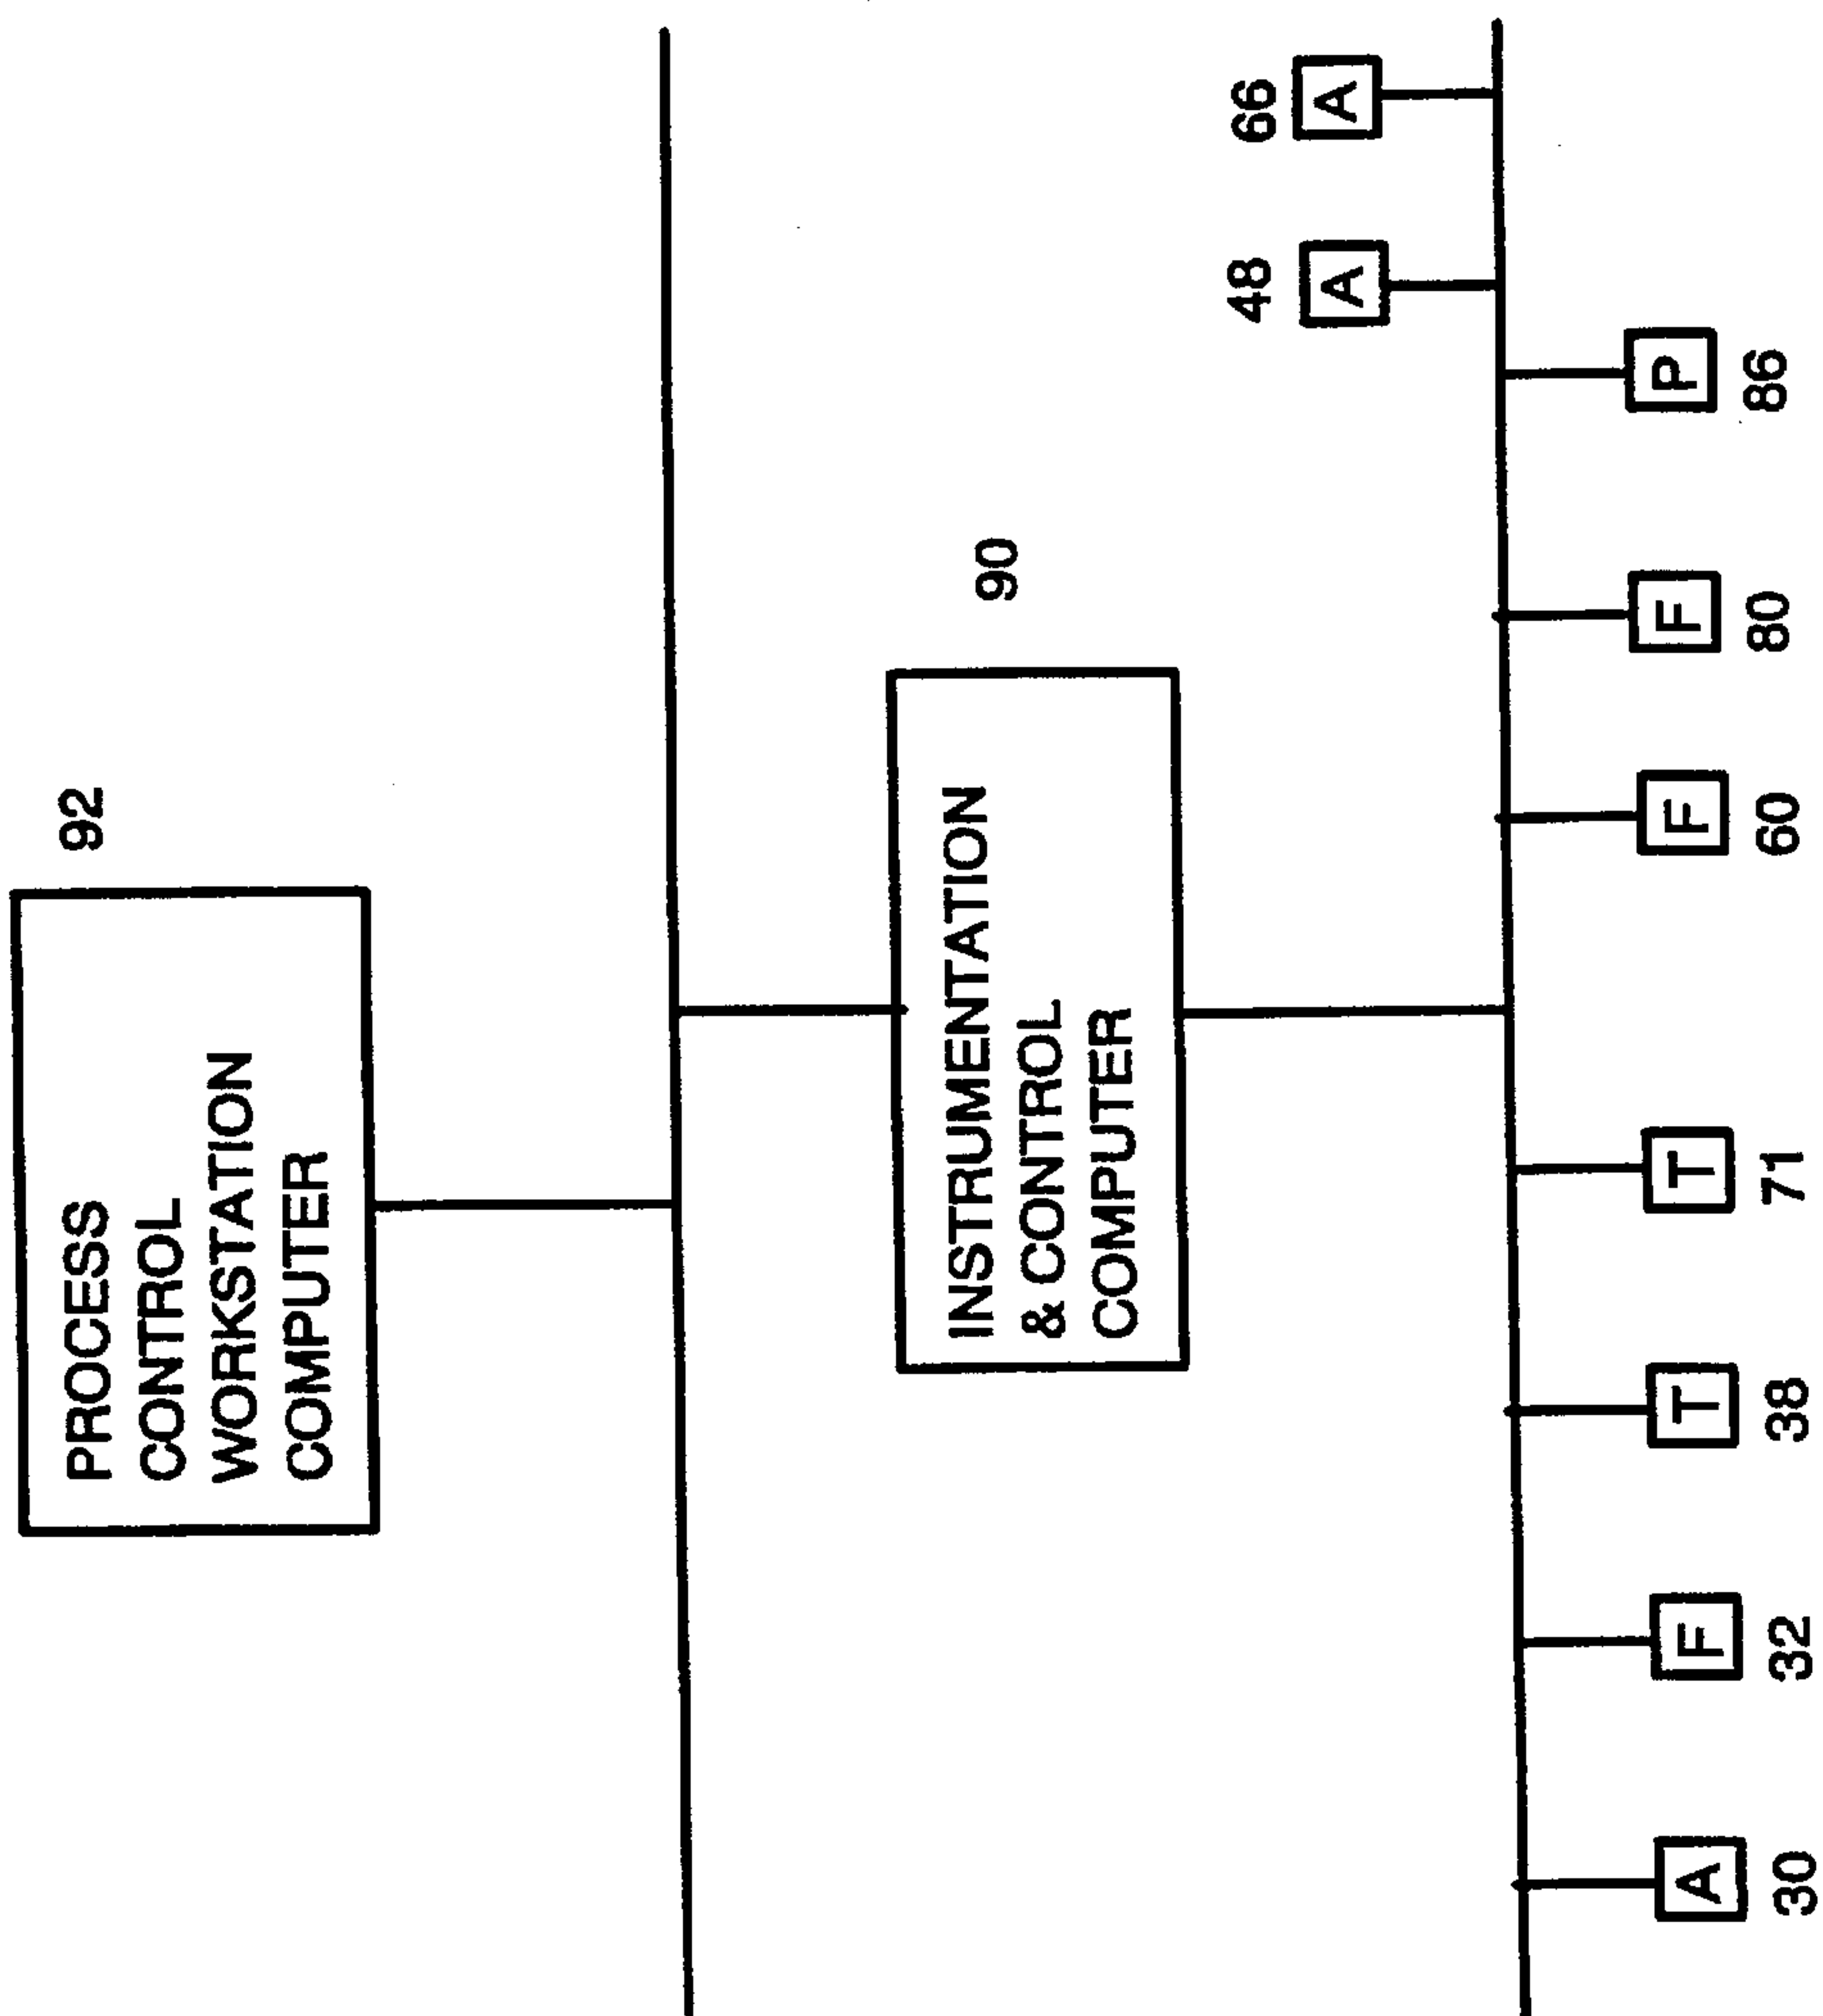 92
PROCESS
CONTROL
WORKSTATION
COMPUTER
90
INSTRUMENTATION
& CONTROL
COMPUTER
48
66
A
A
A
F
T
T
F
F
P
30
32
38
71
60
80
86